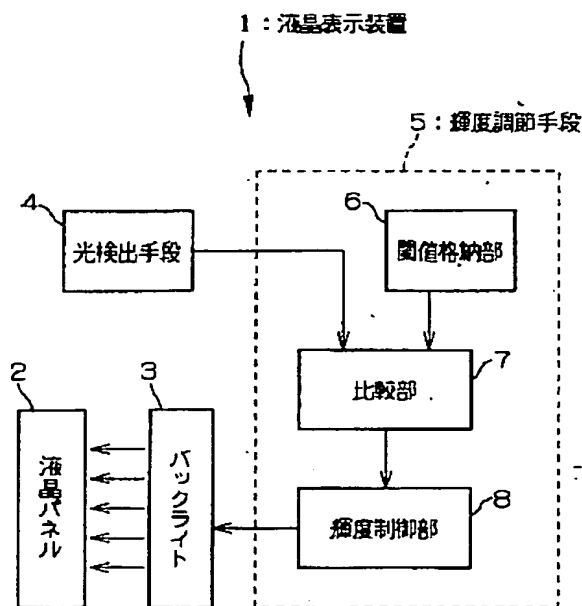 1：液晶表示装置
5：輝度調節手段
4
光検出手段
6
閾値格納部
7
比較部
2
液晶パネル
3
バックライト
8
輝度制御部